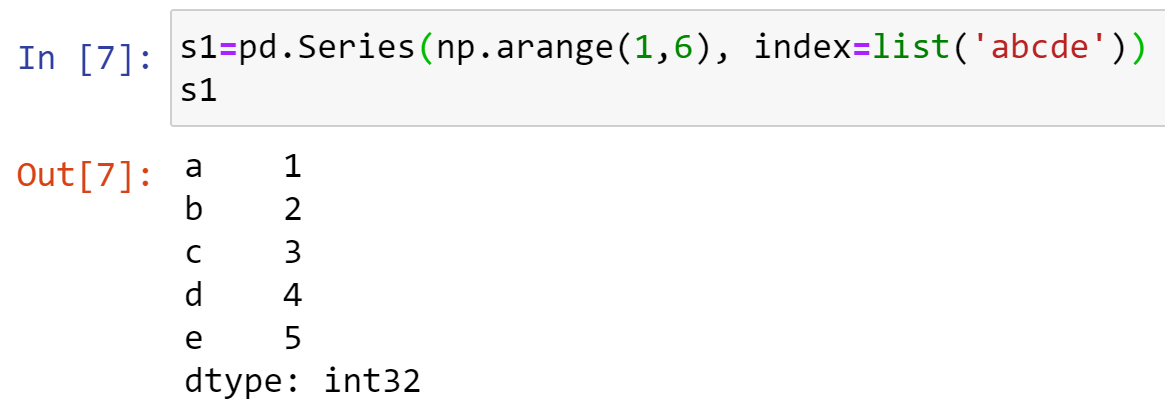 In [7]: s1=pd.Series(np.arange(1,6), index=list('abcde'))
s1
Out[7]: a    1
b    2
c    3
d    4
e    5
dtype: int32